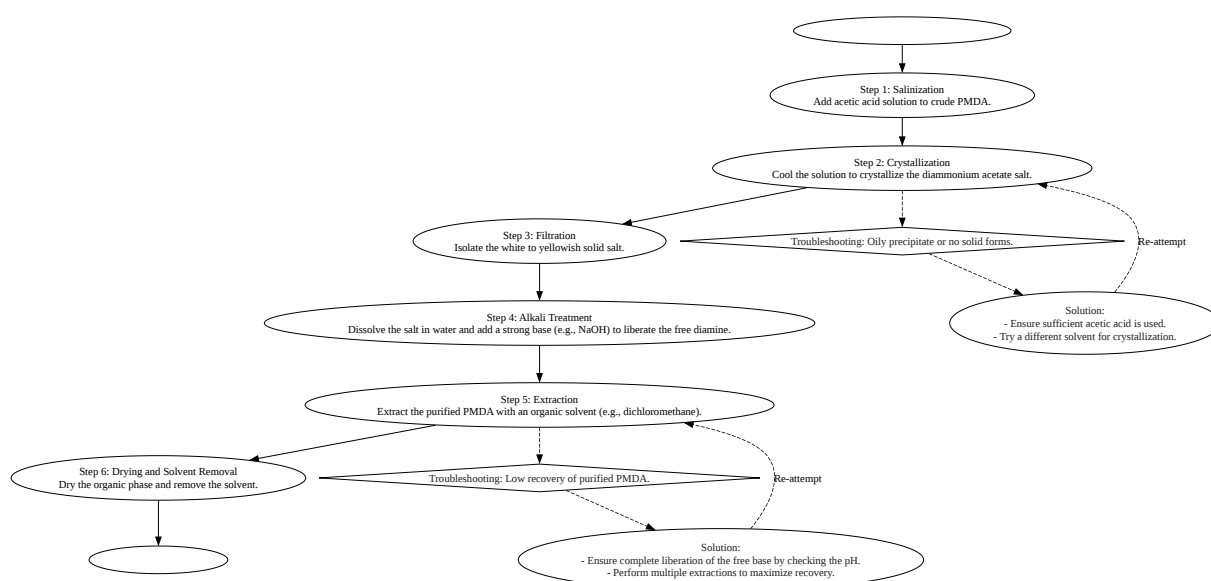 Step 1: Salinization
Add acetic acid solution to crude PMDA.
Step 2: Crystallization
Cool the solution to crystallize the diammonium acetate salt.
Step 3: Filtration
Isolate the white to yellowish solid salt.
Troubleshooting: Oily precipitate or no solid forms.
Re-attempt
Solution:
- Ensure sufficient acetic acid is used.
- Try a different solvent for crystallization.
Step 4: Alkali Treatment
Dissolve the salt in water and add a strong base (e.g., NaOH) to liberate the free diamine.
Step 5: Extraction
Extract the purified PMDA with an organic solvent (e.g., dichloromethane).
Step 6: Drying and Solvent Removal
Dry the organic phase and remove the solvent.
Troubleshooting: Low recovery of purified PMDA.
Re-attempt
Solution:
- Ensure complete liberation of the free base by checking the pH.
- Perform multiple extractions to maximize recovery.